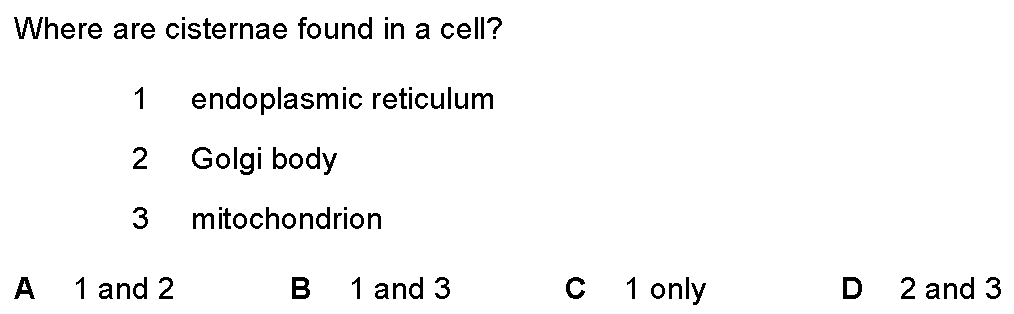 Where are cisternae found in a cell?
1 endoplasmic reticulum
2 Golgi body
3 mitochondrion
A 1 and 2 B 1 and 3 C 1 only D 2 and 3